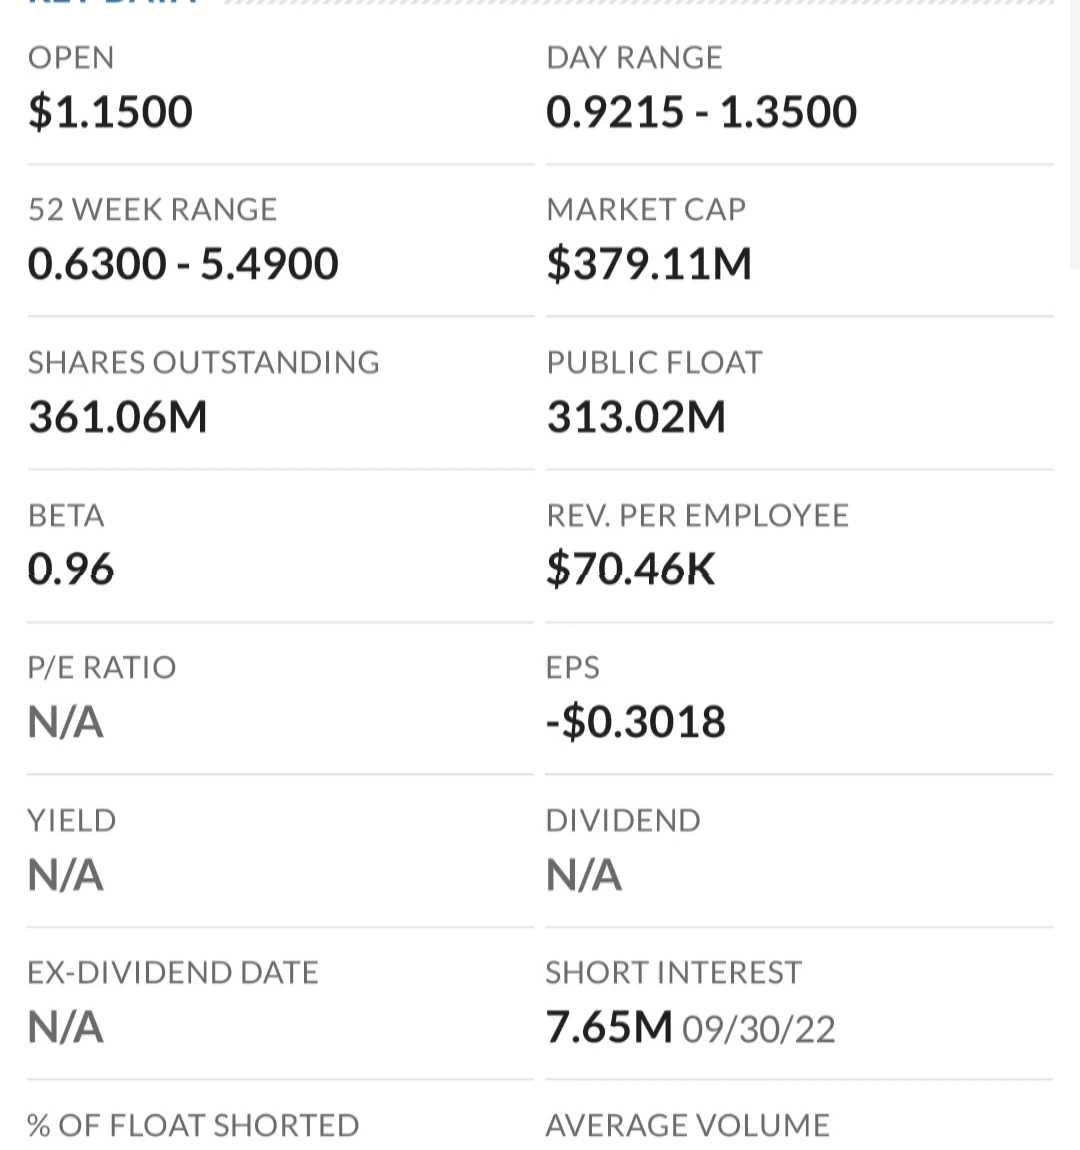 OPEN
$1.1500
DAY RANGE
0.9215 - 1.3500
52 WEEK RANGE
0.6300 - 5.4900
MARKET CAP
$379.11M
SHARES OUTSTANDING
361.06M
PUBLIC FLOAT
313.02M
BETA
0.96
REV. PER EMPLOYEE
$70.46K
P/E RATIO
N/A
EPS
-$0.3018
YIELD
N/A
DIVIDEND
N/A
EX-DIVIDEND DATE
N/A
SHORT INTEREST
7.65M 09/30/22
% OF FLOAT SHORTED
AVERAGE VOLUME